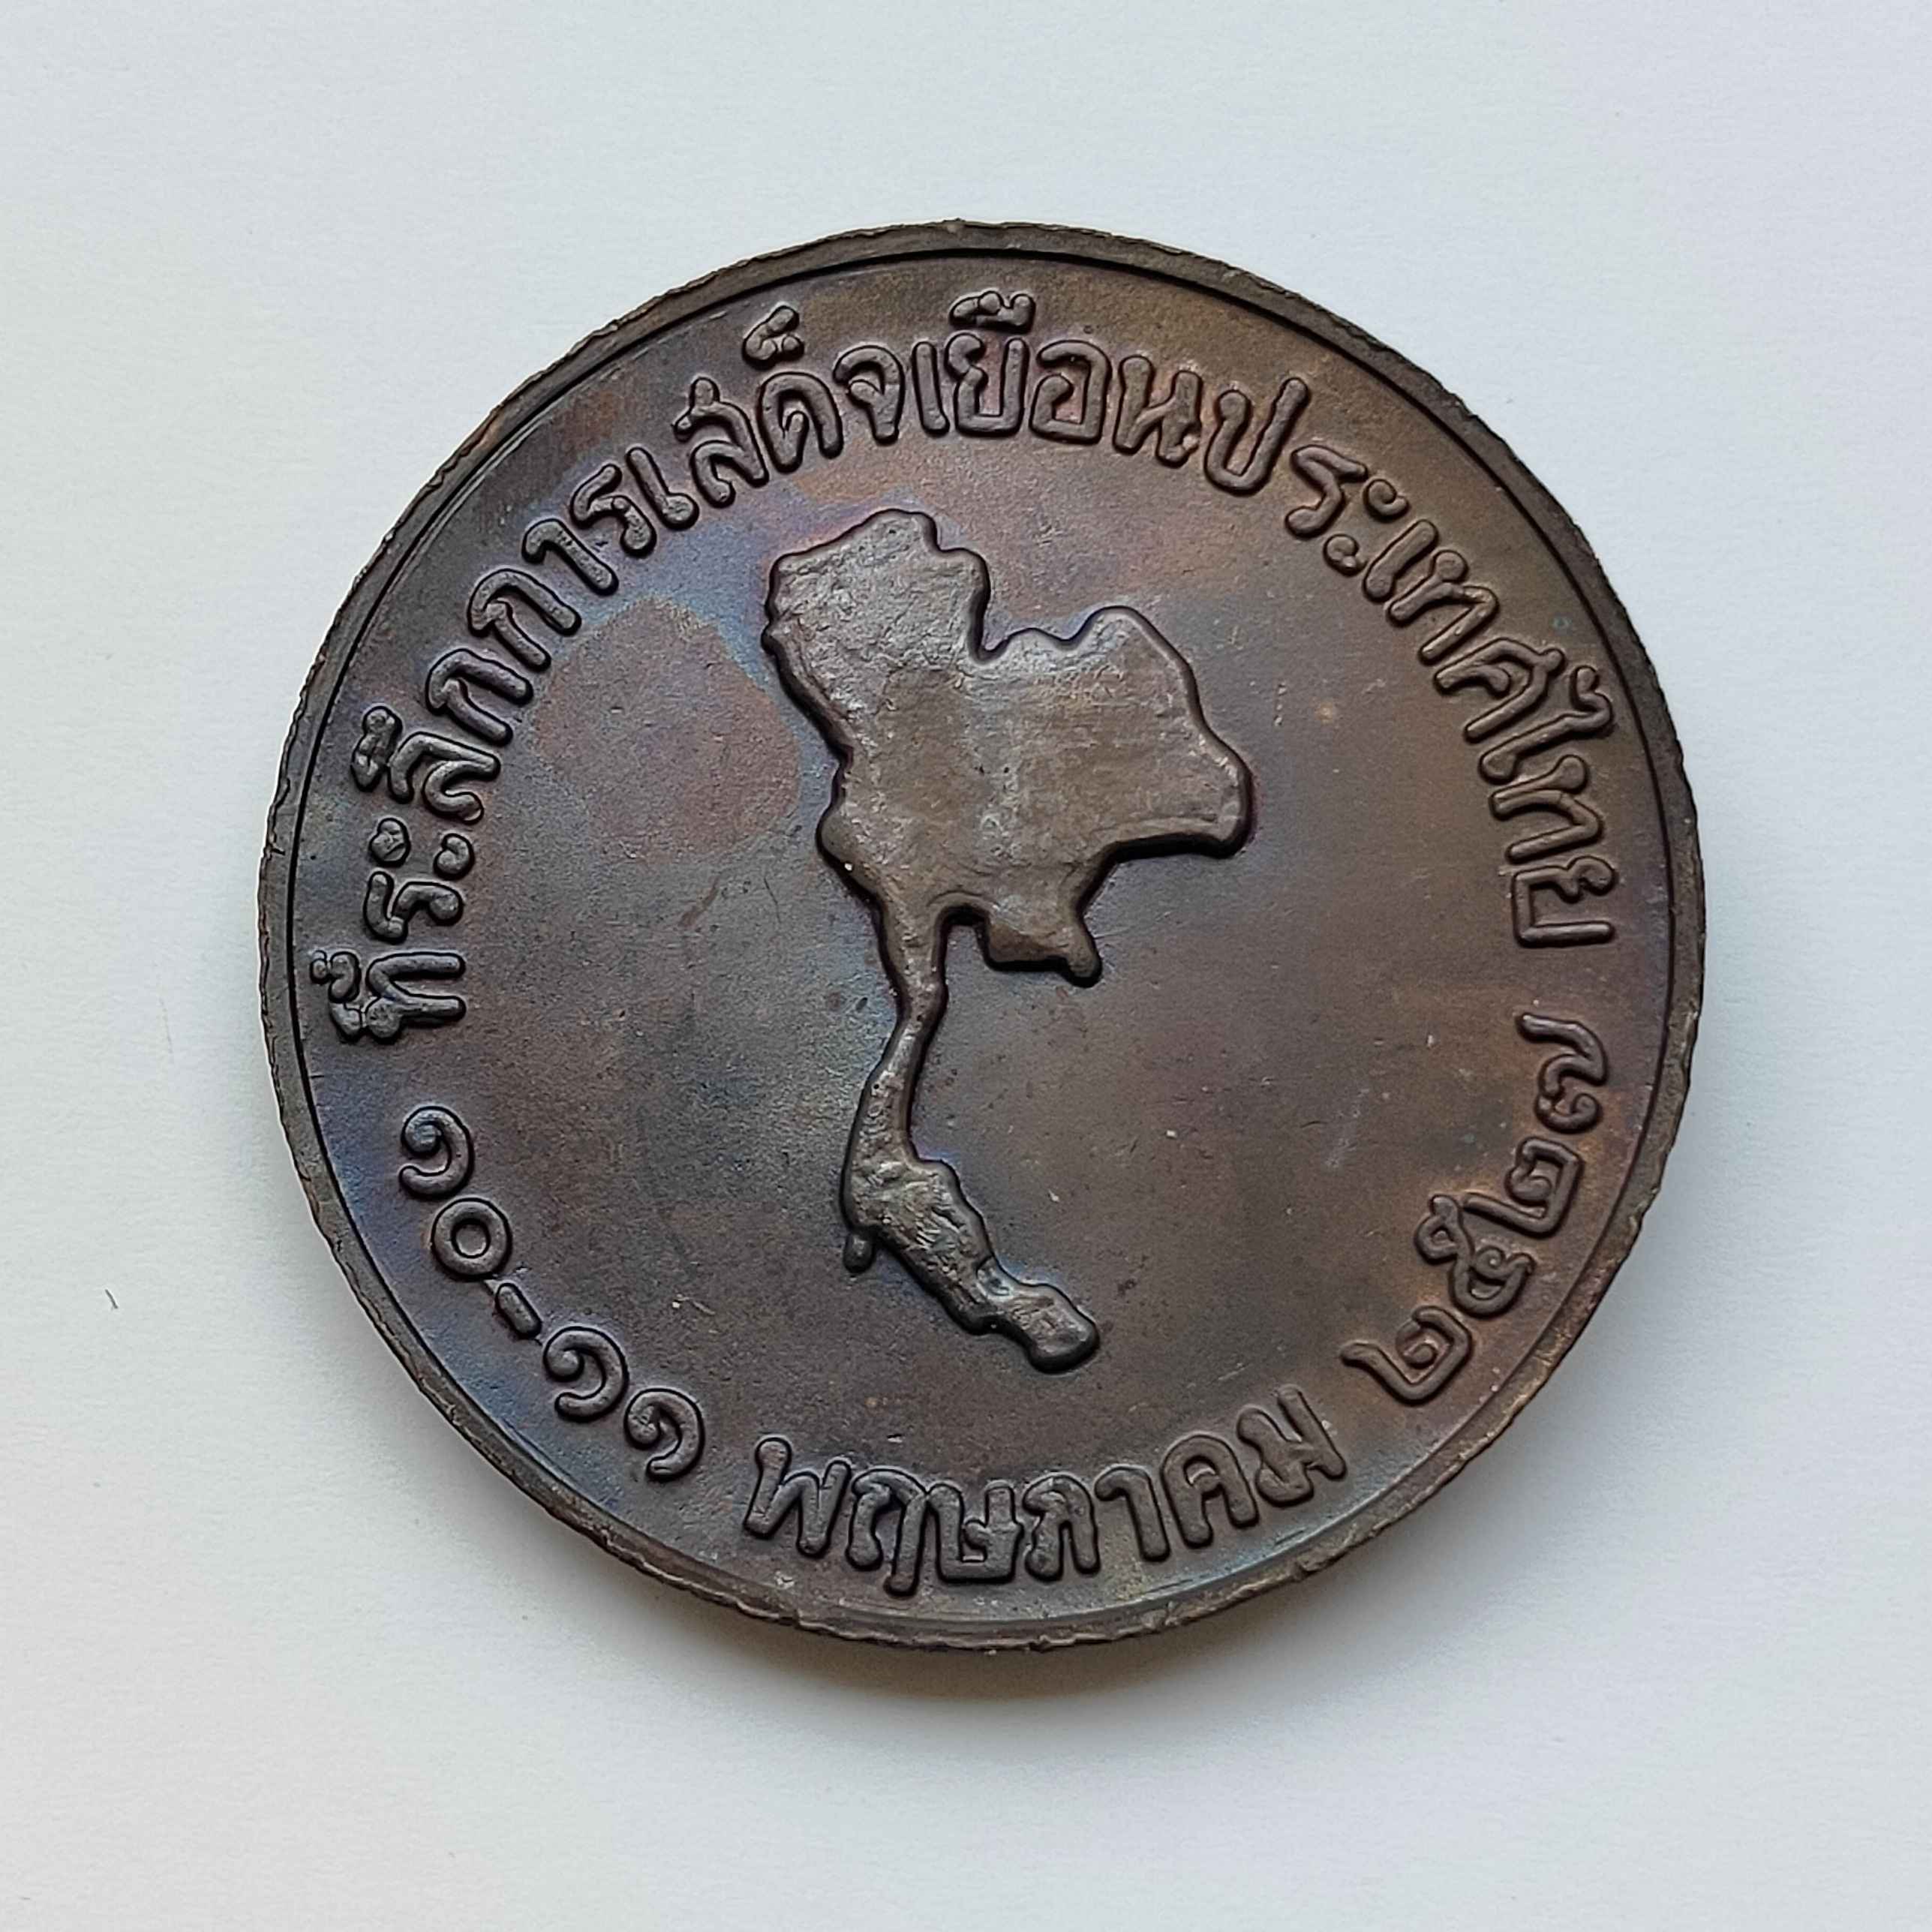 ที่ระลึกการเสด็จเยือนประเทศไทย
๑๐-๑๑ พฤษภาคม ๒๕๒๗